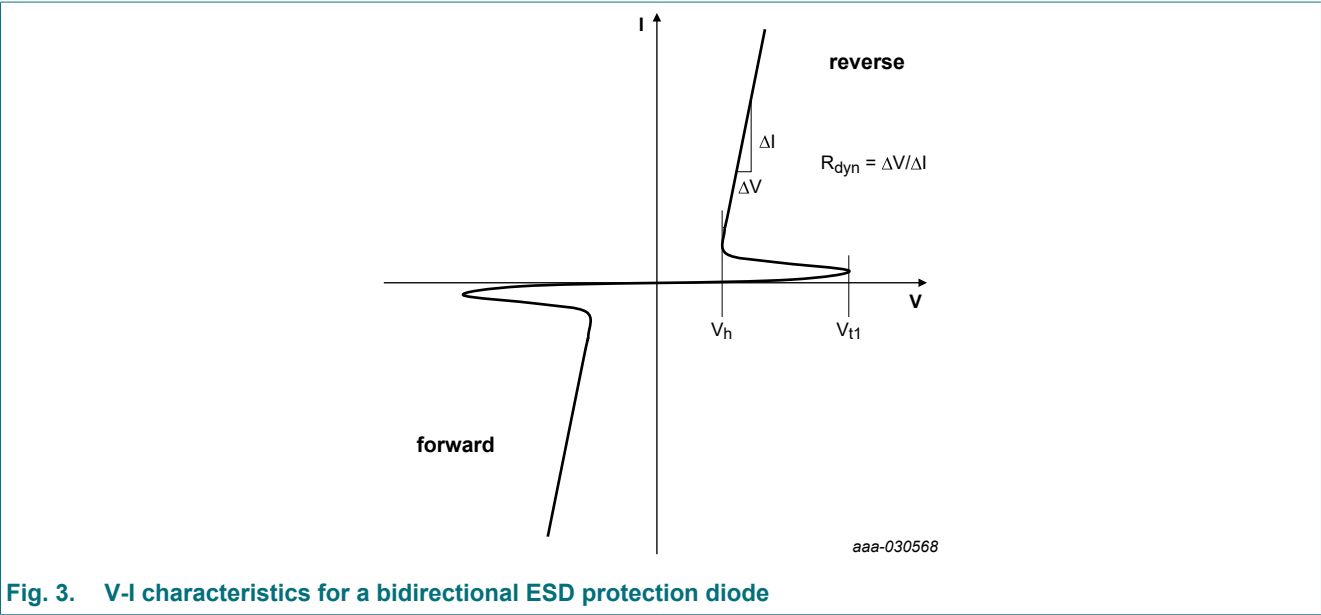 I
reverse
ΔI
R_dyn = ΔV/ΔI
ΔV
V
V_h
V_t1
forward
aaa-030568
Fig. 3. V-I characteristics for a bidirectional ESD protection diode